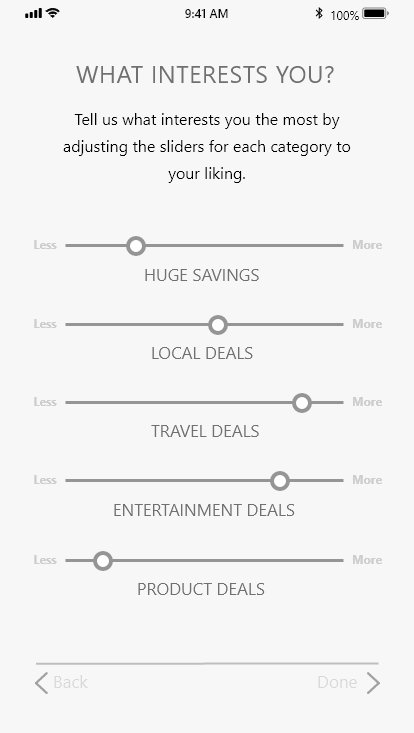 9:41 AM 100%
WHAT INTERESTS YOU?
Tell us what interests you the most by
adjusting the sliders for each category to
your liking.
Less More
HUGE SAVINGS
Less More
LOCAL DEALS
Less More
TRAVEL DEALS
Less More
ENTERTAINMENT DEALS
Less More
PRODUCT DEALS
Back Done